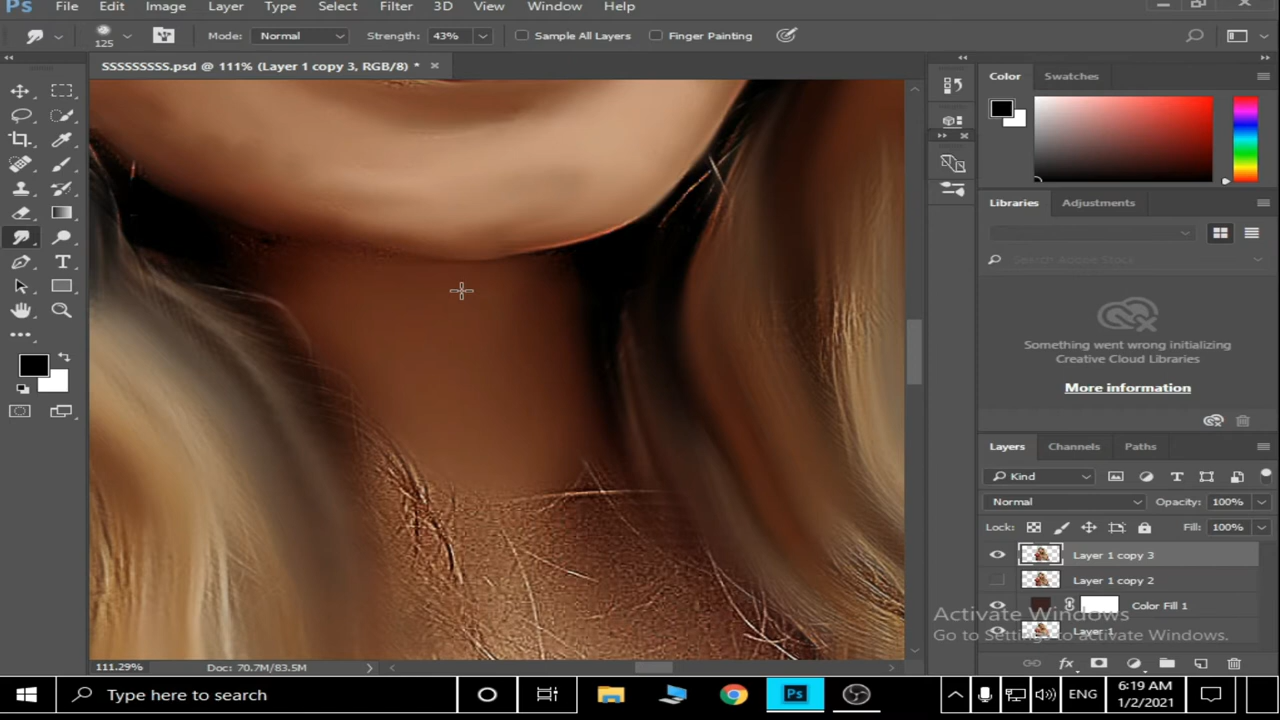 Ps File Edit Image Layer Type Select Filter 3D View Window Help
125 Mode: Normal Strength: 43% Sample All Layers Finger Painting
SSSSSSSSS.psd @ 111% (Layer 1 copy 3, RGB/8) *
Color Swatches
Libraries Adjustments
Search Adobe Stock
Something went wrong initializing
Creative Cloud Libraries
More information
Layers Channels Paths
Kind
Normal Opacity: 100%
Lock: Fill: 100%
Layer 1 copy 3
Layer 1 copy 2
Color Fill 1
Layer 1
Activate Windows
Go to Settings to activate Windows.
111.29% Doc: 70.7M/83.5M
Type here to search
Ps
ENG
6:19 AM
1/2/2021